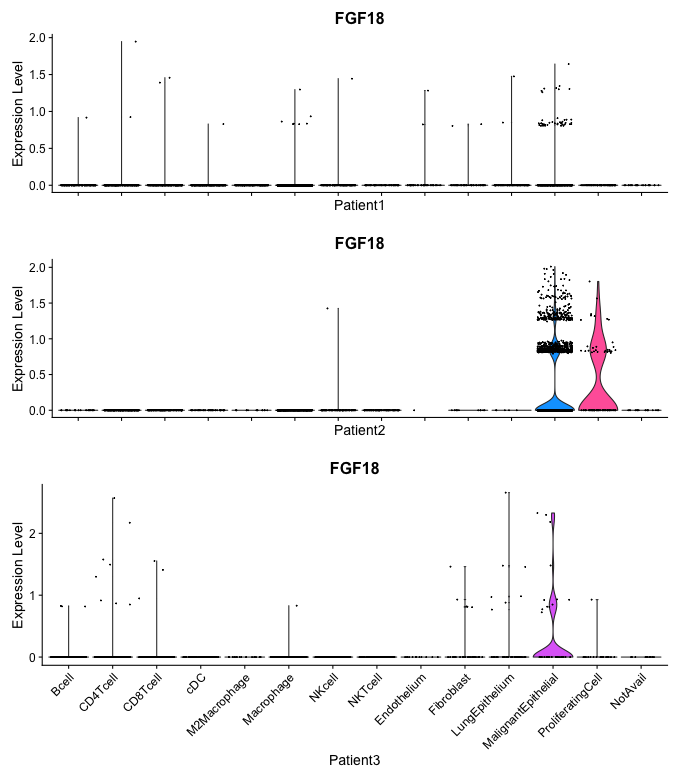 FGF18
Expression Level
2.0
1.5
1.0
0.5
0.0
Patient1
FGF18
Expression Level
2.0
1.5
1.0
0.5
0.0
Patient2
FGF18
Expression Level
2
1
0
Bcell
CD4Tcell
CD8Tcell
cDC
M2Macrophage
Macrophage
NKcell
NKTcell
Endothelium
Fibroblast
LungEpithelium
MalignantEpithelial
ProliferatingCell
NotAvail
Patient3